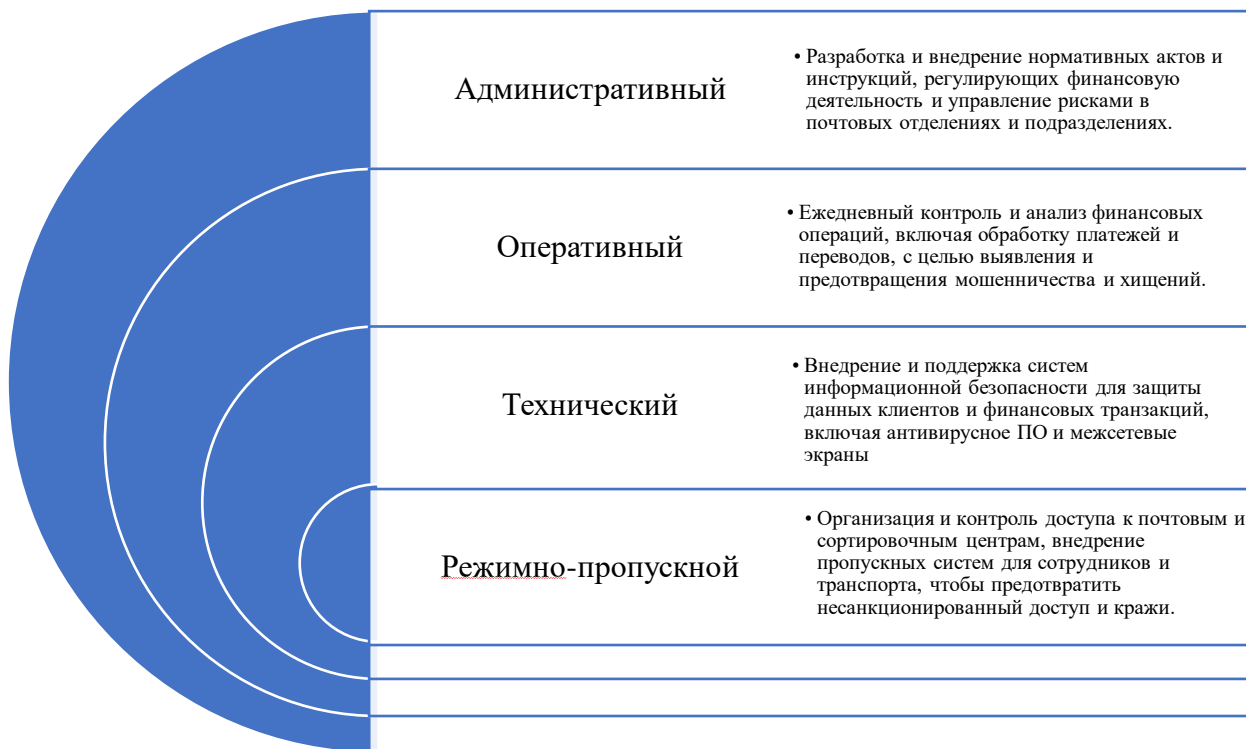 Административный
• Разработка и внедрение нормативных актов и
инструкций, регулирующих финансовую
деятельность и управление рисками в
почтовых отделениях и подразделениях.
Оперативный
• Ежедневный контроль и анализ финансовых
операций, включая обработку платежей и
переводов, с целью выявления и
предотвращения мошенничества и хищений.
Технический
• Внедрение и поддержка систем
информационной безопасности для защиты
данных клиентов и финансовых транзакций,
включая антивирусное ПО и межсетевые
экраны
Режимно-пропускной
• Организация и контроль доступа к почтовым и
сортировочным центрам, внедрение
пропускных систем для сотрудников и
транспорта, чтобы предотвратить
несанкционированный доступ и кражи.